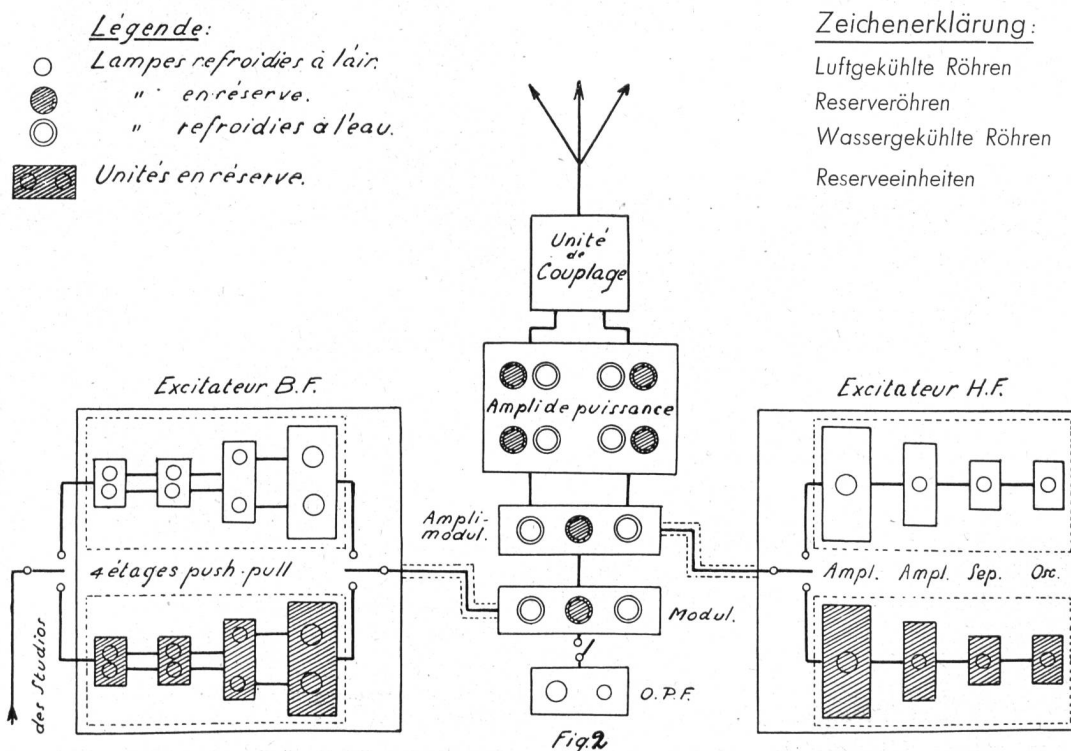 Légende:
Lampes refroidies à l'air.
" en réserve.
" refroidies à l'eau.
Unités en réserve.
Zeichenerklärung:
Luftgekühlte Röhren
Reserveröhren
Wassergekühlte Röhren
Reserveeinheiten
Unité
de
Couplage
Excitateur B.F.
Ampli de puissance
Excitateur H.F.
Ampli-
modul.
4 étages push-pull
Ampl. Ampl. Sep. Osc.
Modul.
des Studios
O.P.F.
Fig.2